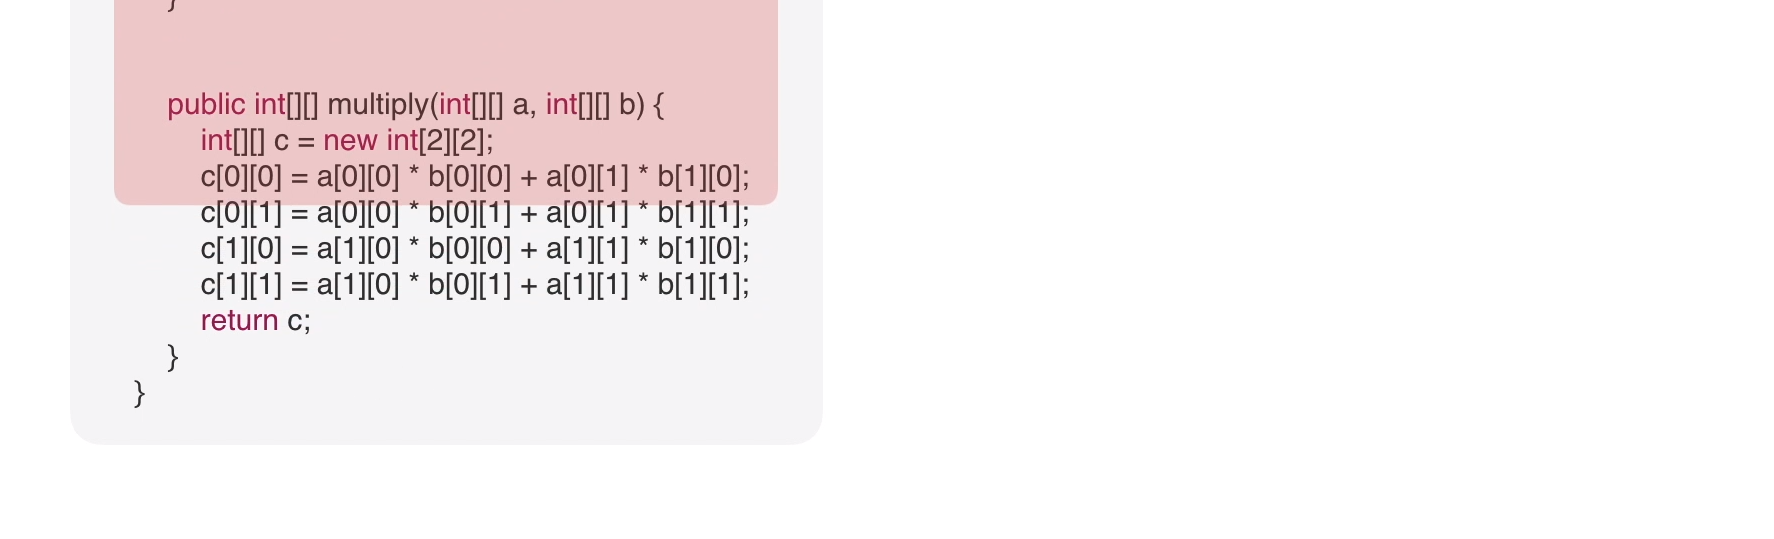 }
public int[][] multiply(int[][] a, int[][] b) {
int[][] c = new int[2][2];
c[0][0] = a[0][0] * b[0][0] + a[0][1] * b[1][0];
c[0][1] = a[0][0] * b[0][1] + a[0][1] * b[1][1];
c[1][0] = a[1][0] * b[0][0] + a[1][1] * b[1][0];
c[1][1] = a[1][0] * b[0][1] + a[1][1] * b[1][1];
return c;
}
}